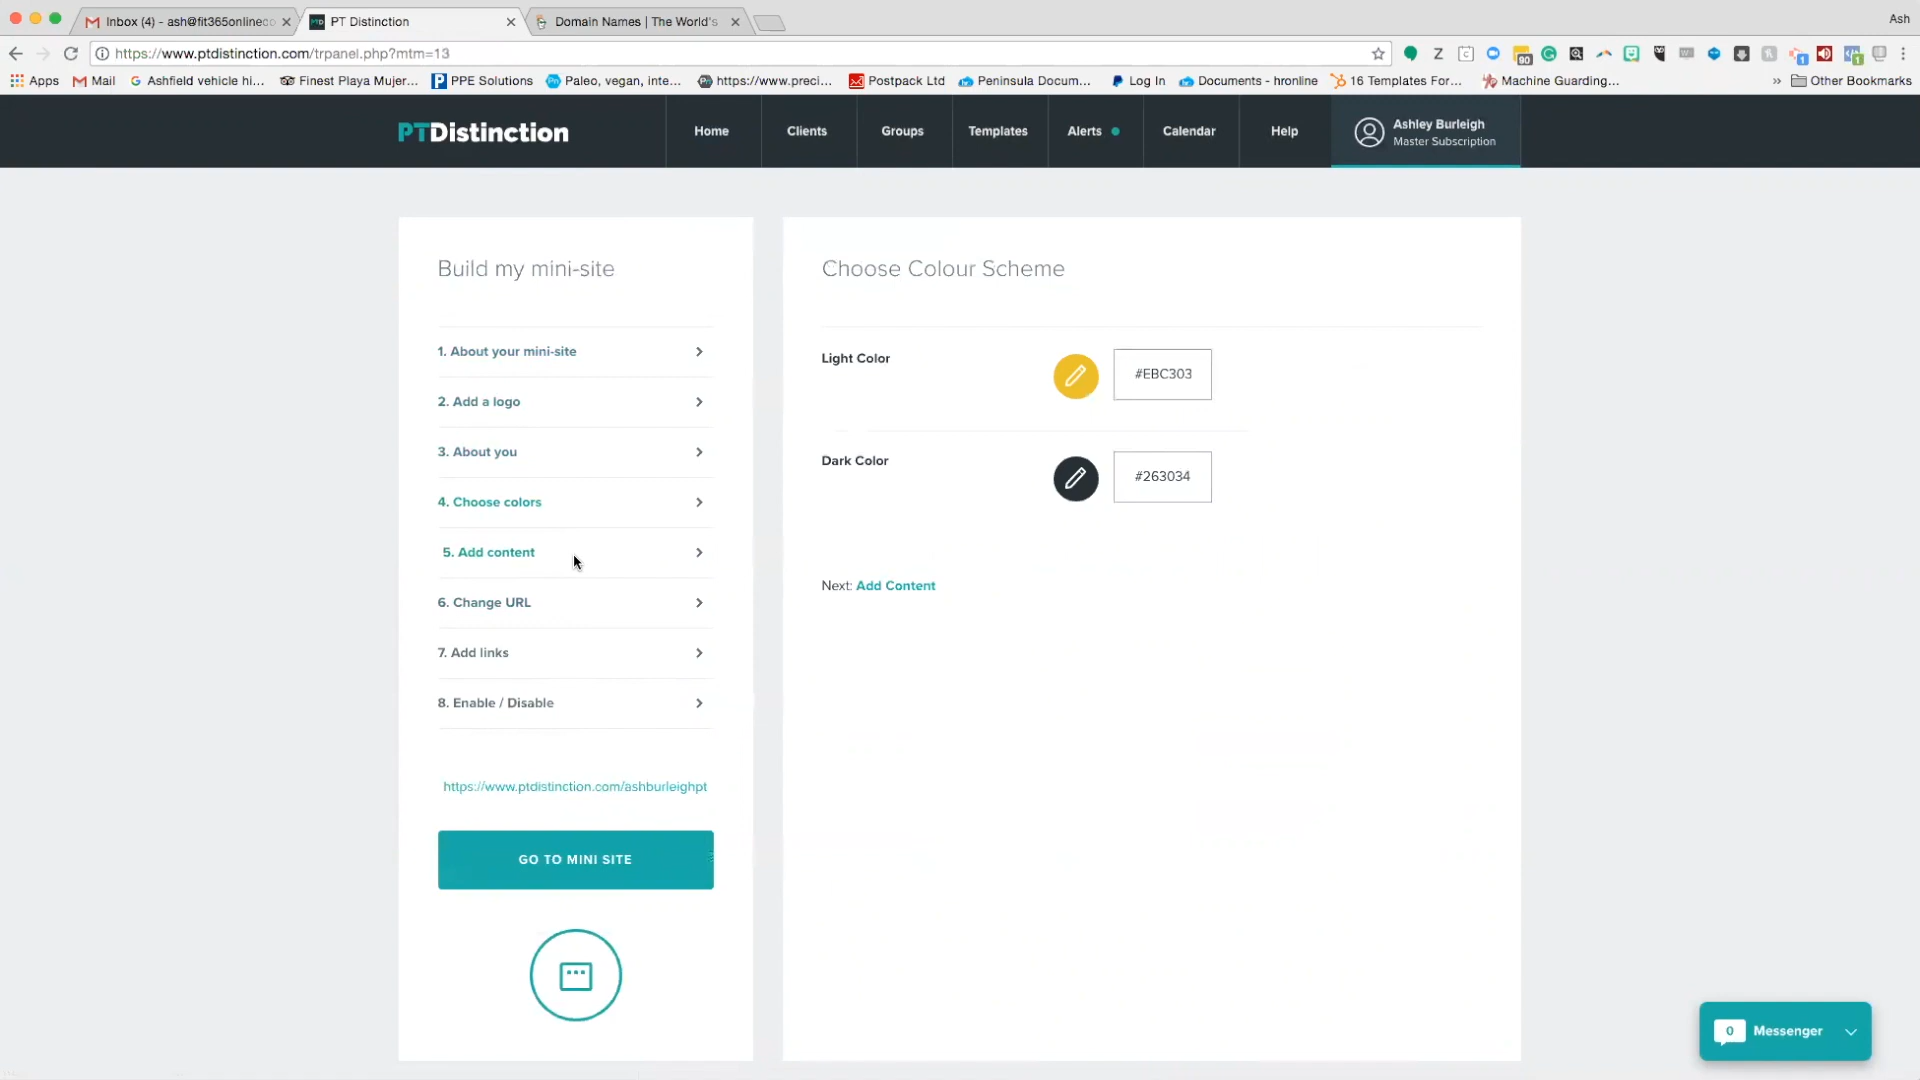 Inbox (4) - ash@fit365onlinec
PT Distinction
Domain Names | The World's
Ash
https://www.ptdistinction.com/trpanel.php?mtm=13
Apps
Mail
Ashfield vehicle hi...
Finest Playa Mujer...
PPE Solutions
Paleo, vegan, inte...
https://www.preci...
Postpack Ltd
Peninsula Docum...
Log In
Documents - hronline
16 Templates For...
Machine Guarding...
» Other Bookmarks
PTDistinction
Home
Clients
Groups
Templates
Alerts
Calendar
Help
Ashley Burleigh
Master Subscription
Build my mini-site
1. About your mini-site
2. Add a logo
3. About you
4. Choose colors
5. Add content
6. Change URL
7. Add links
8. Enable / Disable
https://www.ptdistinction.com/ashburleighpt
GO TO MINI SITE
Choose Colour Scheme
Light Color
#EBC303
Dark Color
#263034
Next: Add Content
0 Messenger